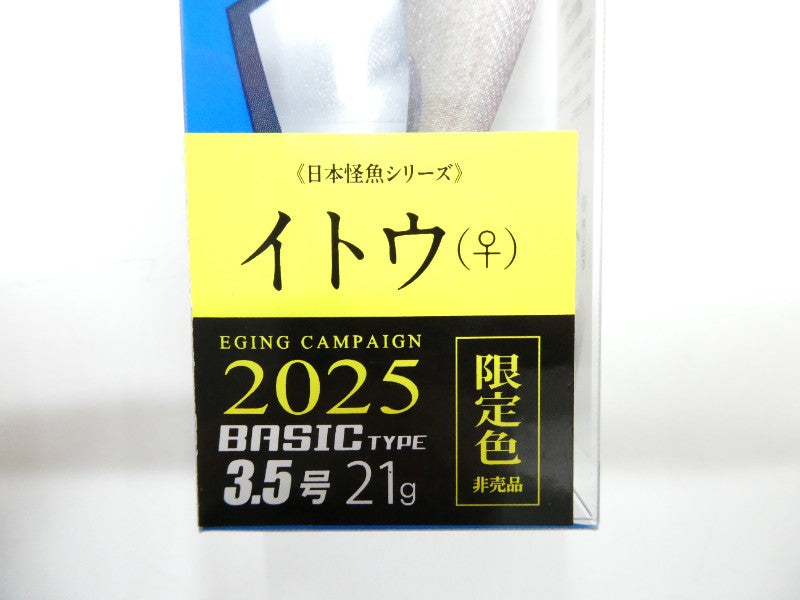 《日本怪魚シリーズ》
イトウ(♀)
EGING CAMPAIGN
2025
BASIC TYPE
3.5号 21g
限定色
非売品